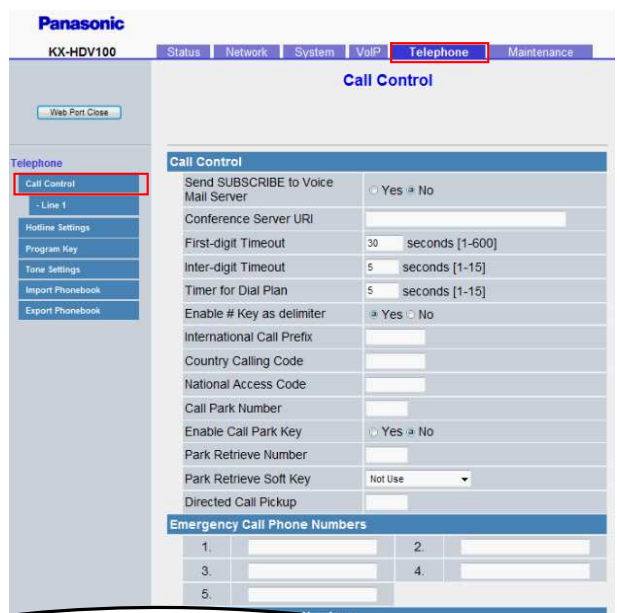 Panasonic
KX-HDV100
Status Network System VoIP Telephone Maintenance
Call Control
Web Port Close
Telephone
Call Control
- Line 1
Hotline Settings
Program Key
Tone Settings
Import Phonebook
Export Phonebook
Call Control
Send SUBSCRIBE to Voice
Mail Server
Yes No
Conference Server URI
First-digit Timeout 30 seconds [1-600]
Inter-digit Timeout 5 seconds [1-15]
Timer for Dial Plan 5 seconds [1-15]
Enable # Key as delimiter Yes No
International Call Prefix
Country Calling Code
National Access Code
Call Park Number
Enable Call Park Key Yes No
Park Retrieve Number
Park Retrieve Soft Key Not Use
Directed Call Pickup
Emergency Call Phone Numbers
1. 2.
3. 4.
5.